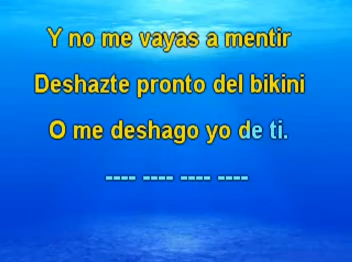 Y no me vayas a mentir
Deshazte pronto del bikini
O me deshago yo de ti.
---- ---- ---- ----